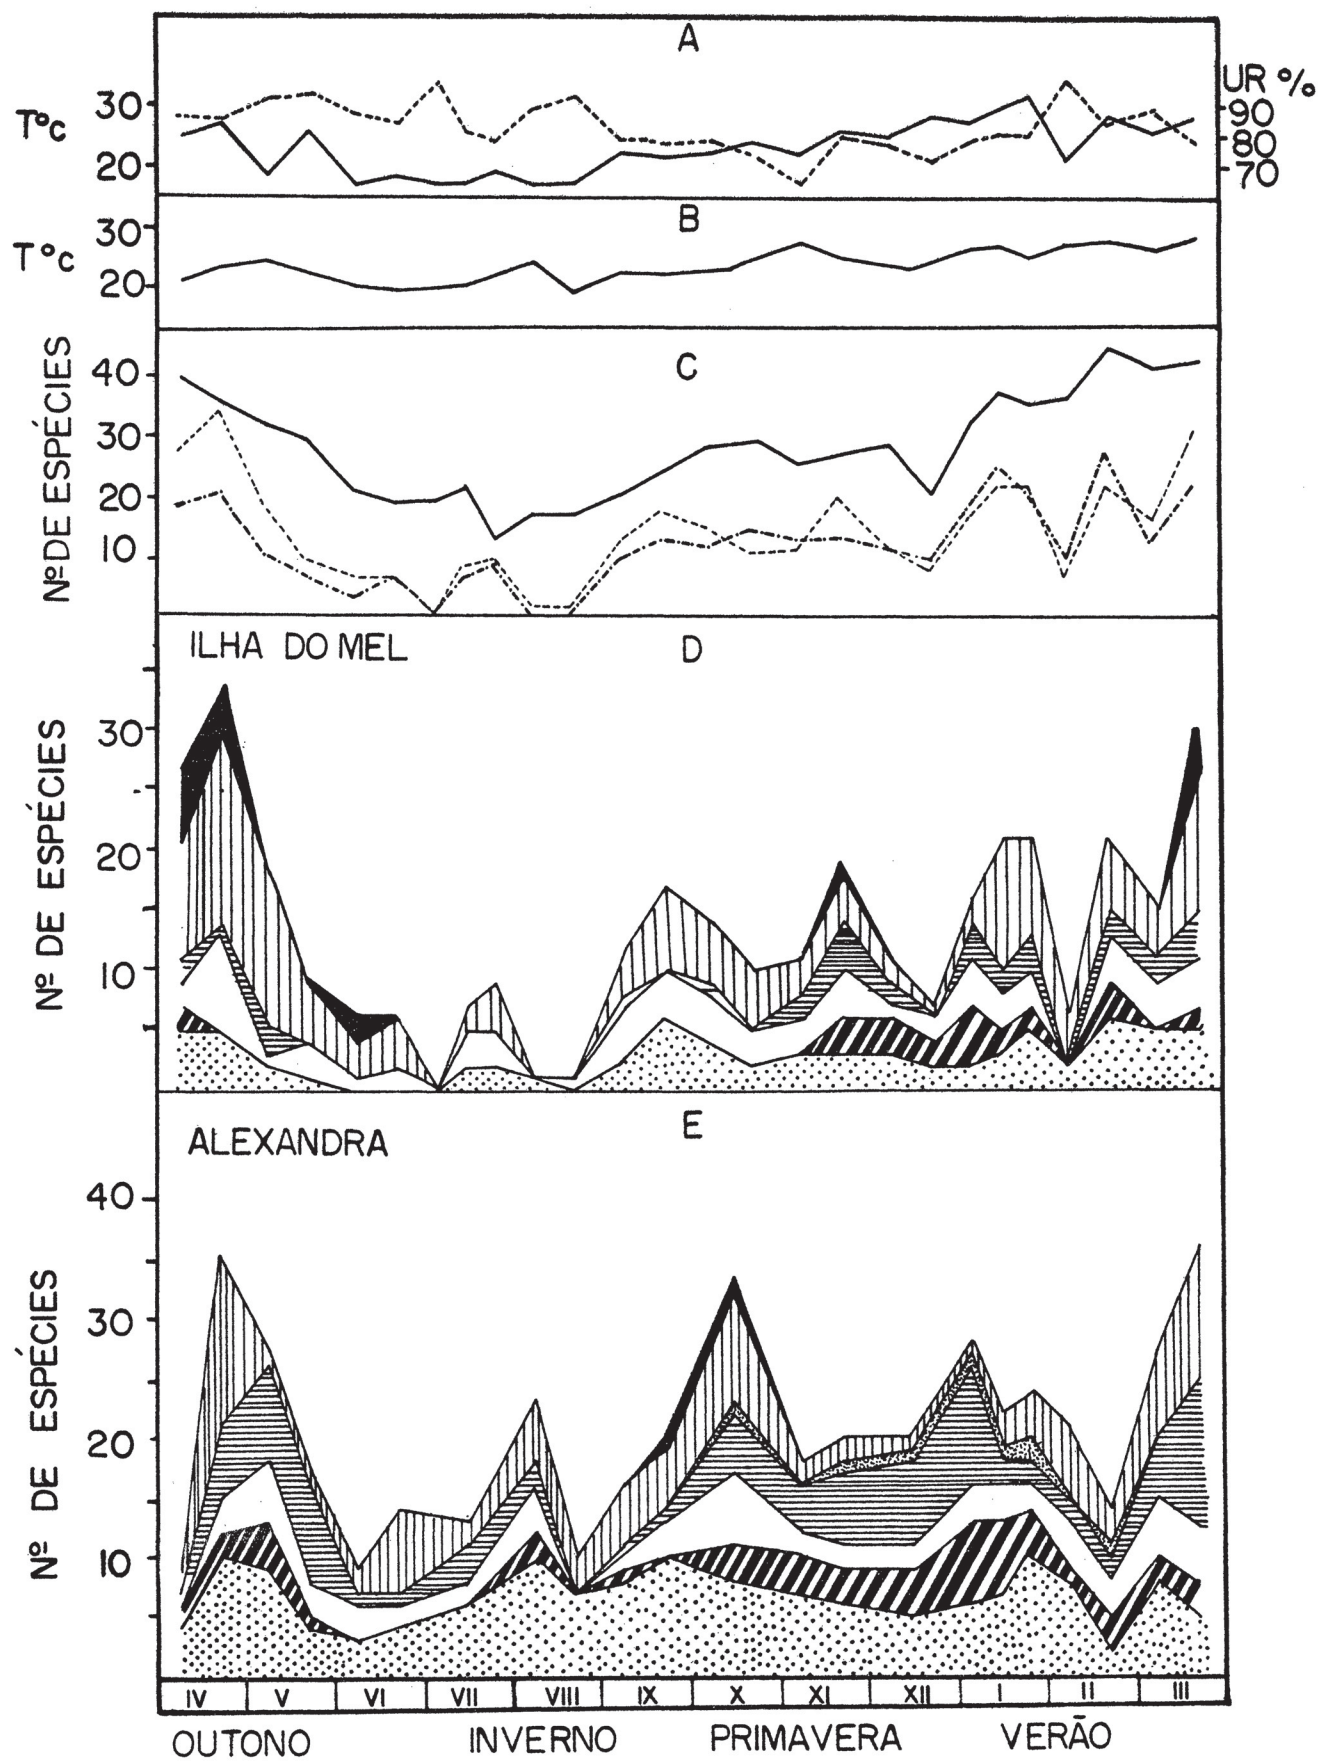 A
UR %
T°c
30
20
90
80
70
B
T°c
30
20
C
Nº DE ESPÉCIES
40
30
20
10
ILHA DO MEL
D
Nº DE ESPÉCIES
30
20
10
ALEXANDRA
E
Nº DE ESPÉCIES
40
30
20
10
IV V VI VII VIII IX X XI XII I II III
OUTONO INVERNO PRIMAVERA VERÃO